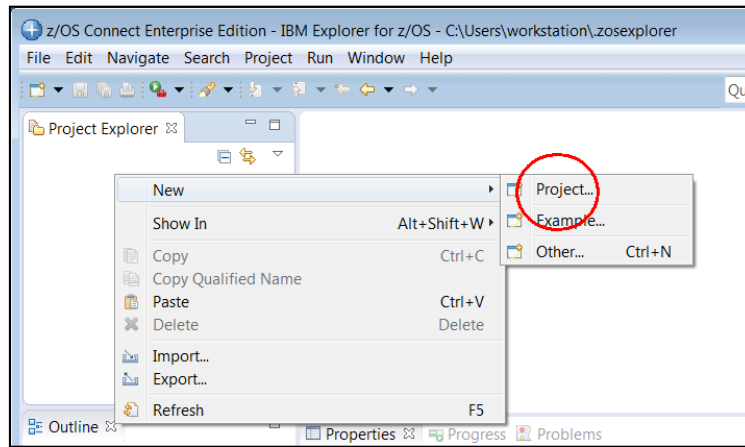 z/OS Connect Enterprise Edition - IBM Explorer for z/OS - C:\Users\workstation\.zosexplorer
File Edit Navigate Search Project Run Window Help
Qu
Project Explorer
New
Project...
Show In Alt+Shift+W
Example...
Other... Ctrl+N
Copy Ctrl+C
Copy Qualified Name
Paste Ctrl+V
Delete Delete
Import...
Export...
Refresh F5
Outline
Properties Progress Problems